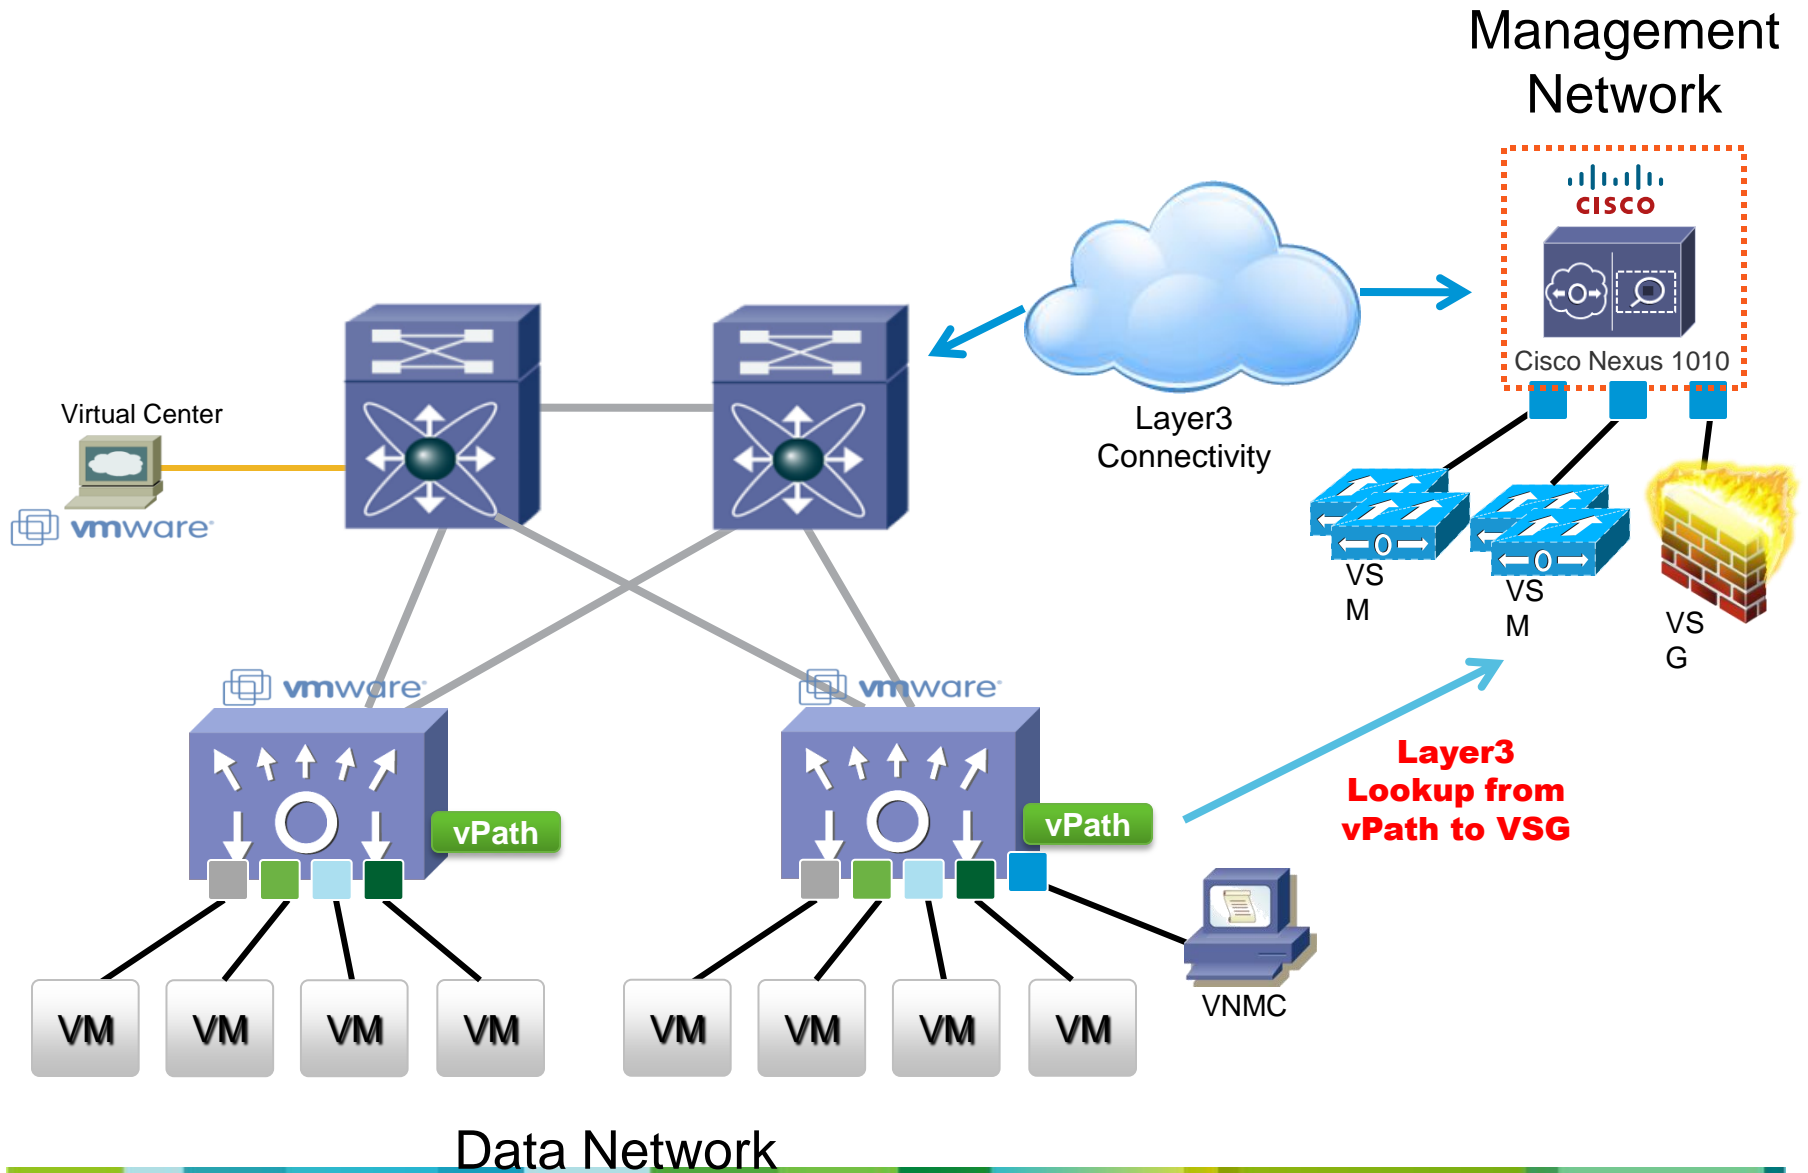 Management
Network
CISCO
Cisco Nexus 1010
Layer3
Connectivity
Virtual Center
vmware
VS
M
VS
M
VS
G
vmware
vmware
vPath
vPath
Layer3
Lookup from
vPath to VSG
VNMC
VM
VM
VM
VM
VM
VM
VM
VM
Data Network